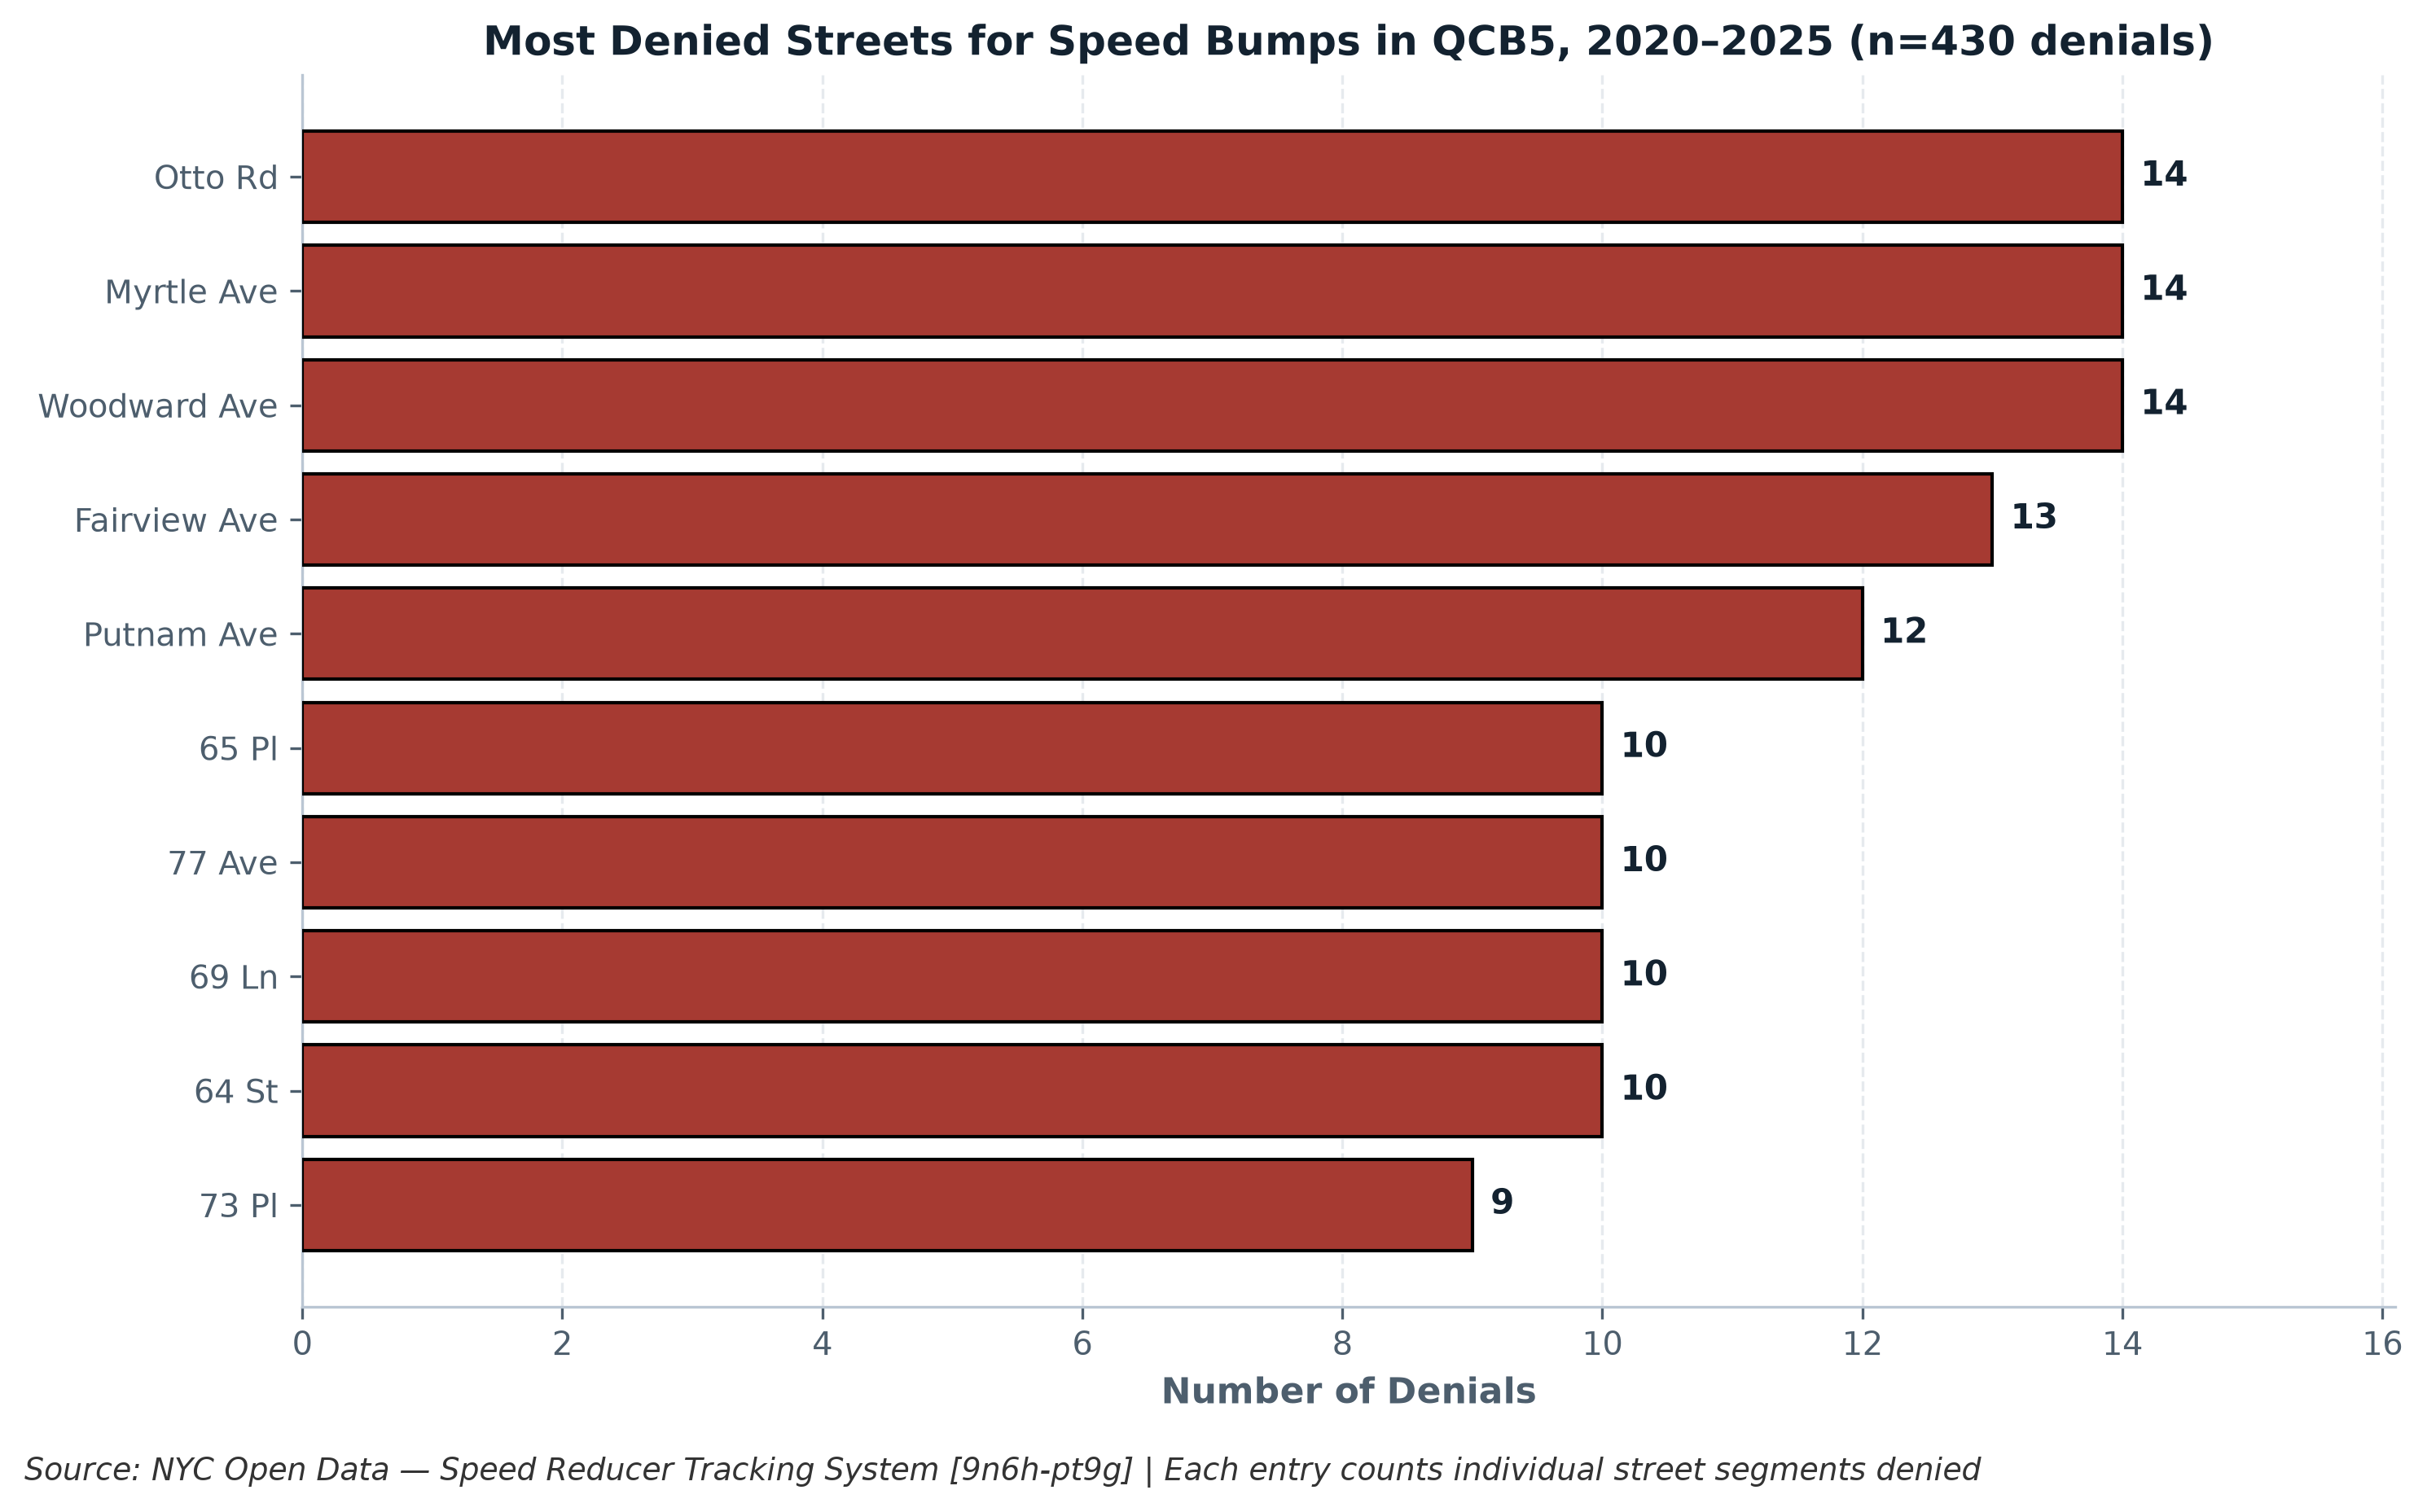 Most Denied Streets for Speed Bumps in QCB5, 2020–2025 (n=430 denials)
Otto Rd 14
Myrtle Ave 14
Woodward Ave 14
Fairview Ave 13
Putnam Ave 12
65 Pl 10
77 Ave 10
69 Ln 10
64 St 10
73 Pl 9
0 2 4 6 8 10 12 14 16
Number of Denials
Source: NYC Open Data — Speed Reducer Tracking System [9n6h-pt9g] | Each entry counts individual street segments denied